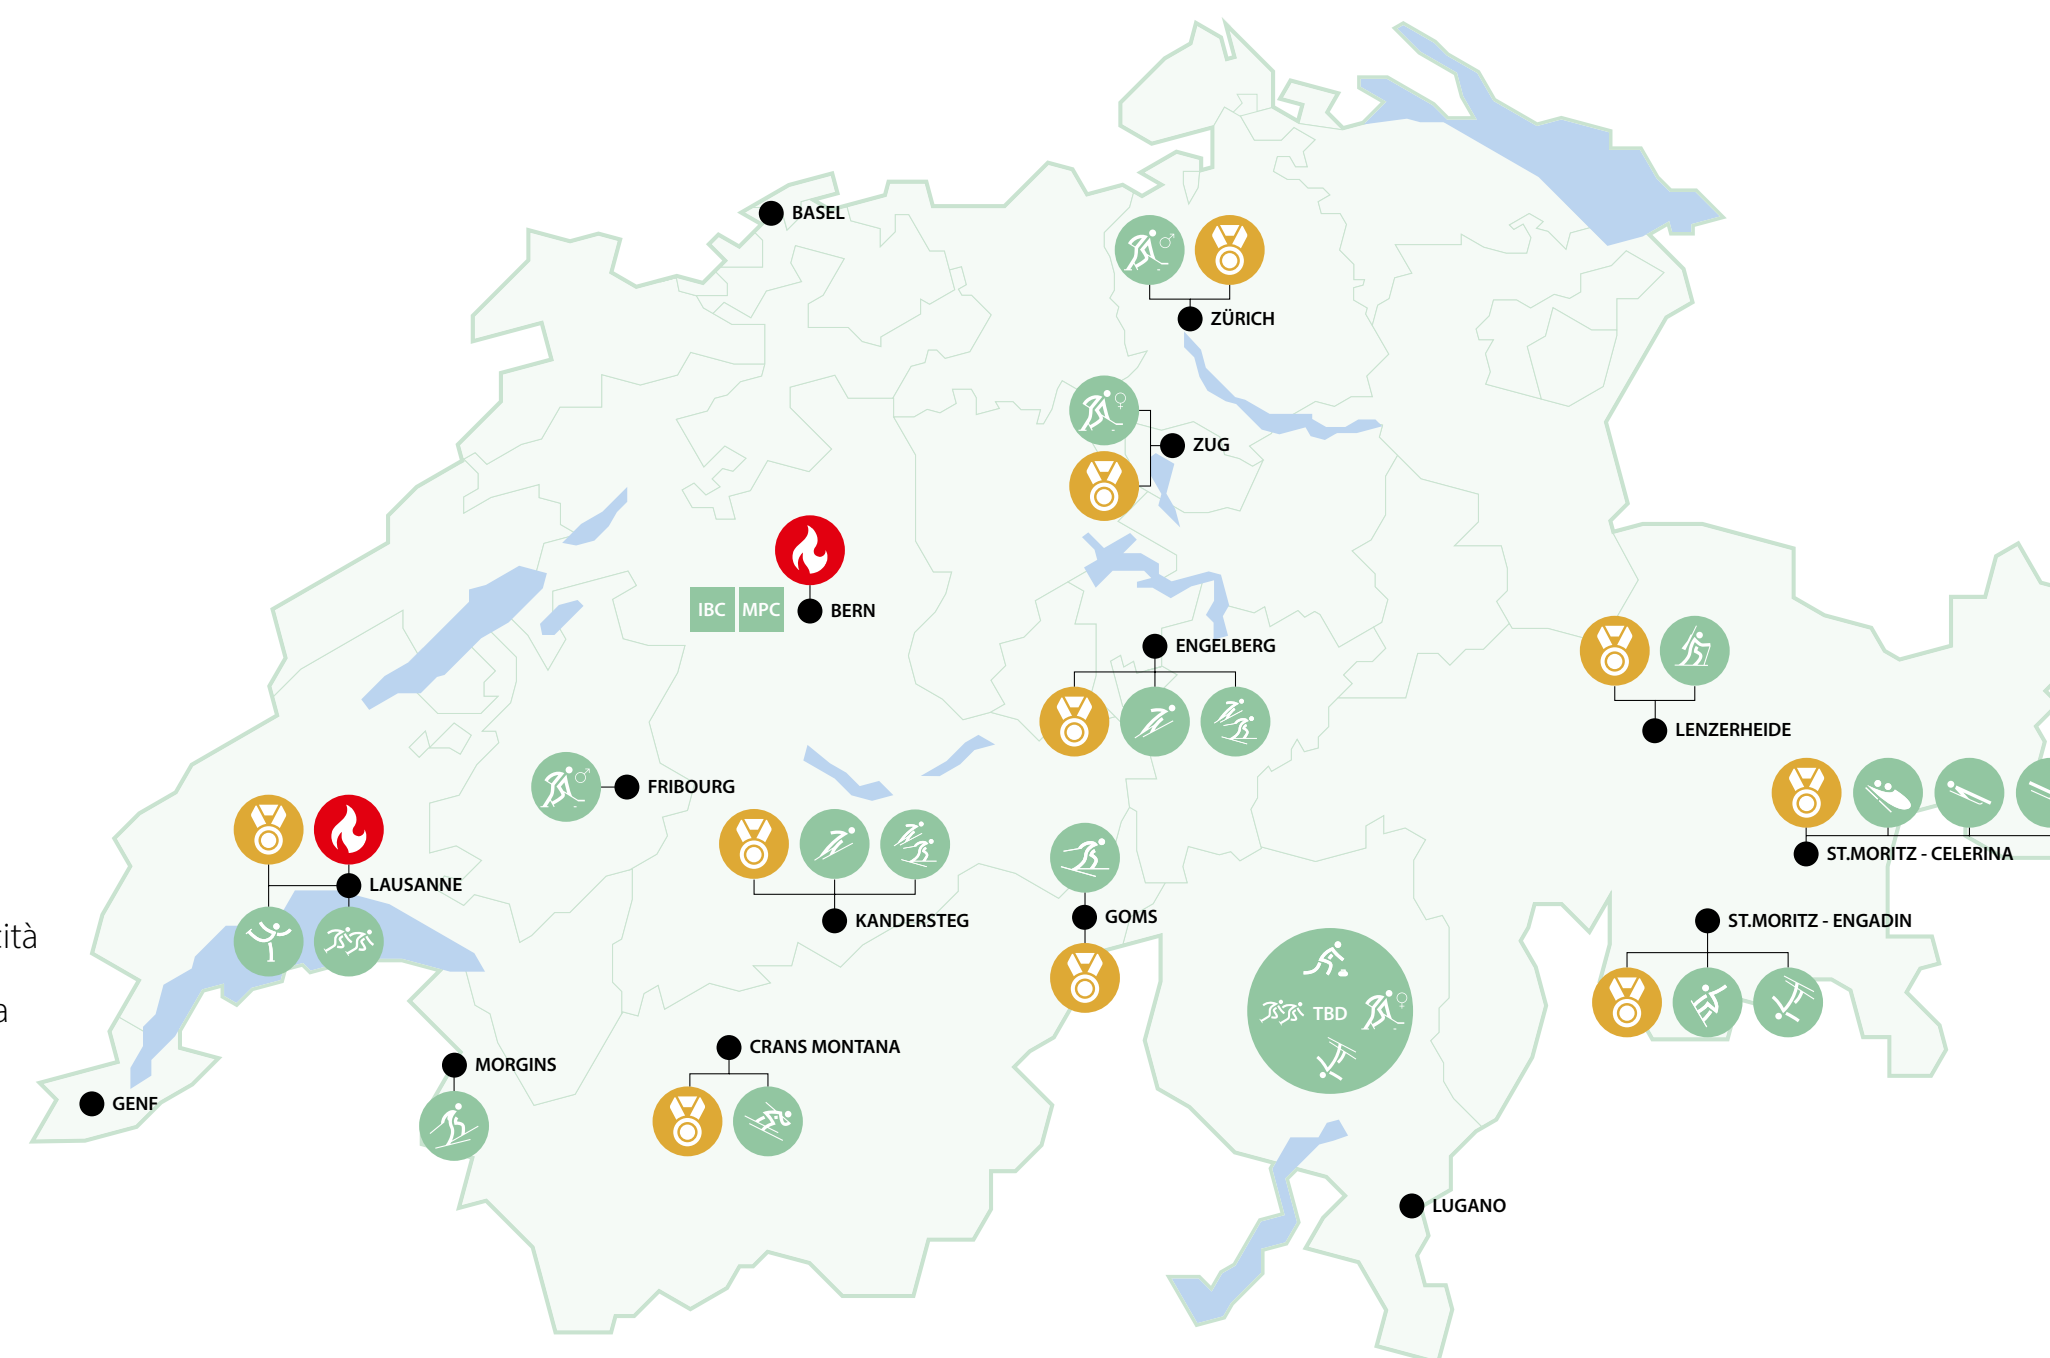 BASEL
ZÜRICH
ZUG
IBC MPC BERN
ENGELBERG
LENZERHEIDE
FRIBOURG
ST.MORITZ - CELERINA
LAUSANNE
KANDERSTEG
GOMS
ST.MORITZ - ENGADIN
TBD
CRANS MONTANA
MORGINS
GENF
LUGANO